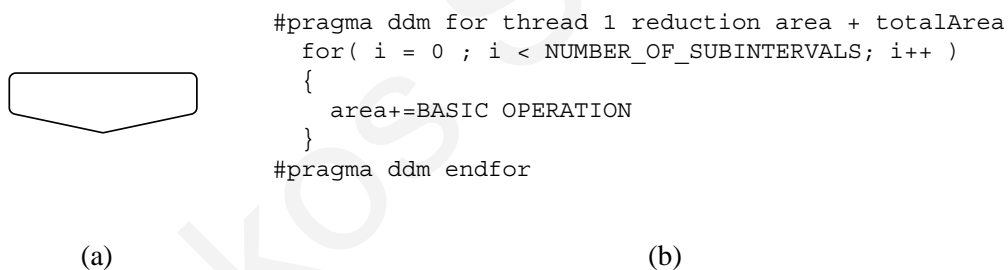 #pragma ddm for thread 1 reduction area + totalArea
for( i = 0 ; i < NUMBER_OF_SUBINTERVALS; i++ )
{
area+=BASIC OPERATION
}
#pragma ddm endfor
(a)
(b)